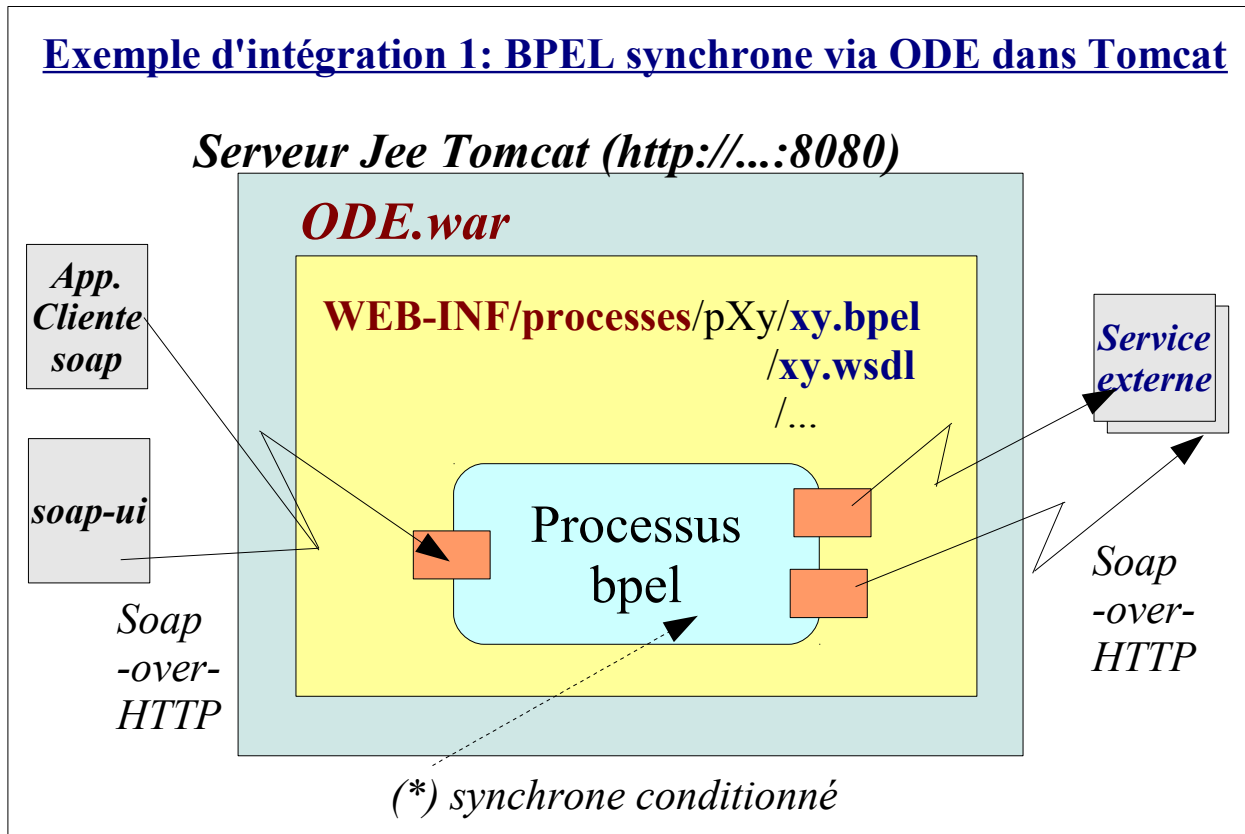 Exemple d'intégration 1: BPEL synchrone via ODE dans Tomcat
Serveur Jee Tomcat (http://...:8080)
ODE.war
App.
Cliente
soap
WEB-INF/processes/pXy/xy.bpel
/xy.wsdl
/...
Service
externe
soap-ui
Processus
bpel
Soap
-over-
HTTP
Soap
-over-
HTTP
(*) synchrone conditionné